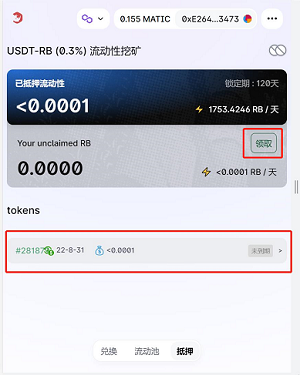 0.155 MATIC 0xE264...3473
USDT-RB (0.3%) 流动性挖矿
已抵押流动性 锁定期：120天
<0.0001 1753.4246 RB / 天
Your unclaimed RB 领取
0.0000 <0.0001 RB / 天
tokens
#28187 22-8-31 <0.0001 未到期 >
兑换 流动池 抵押